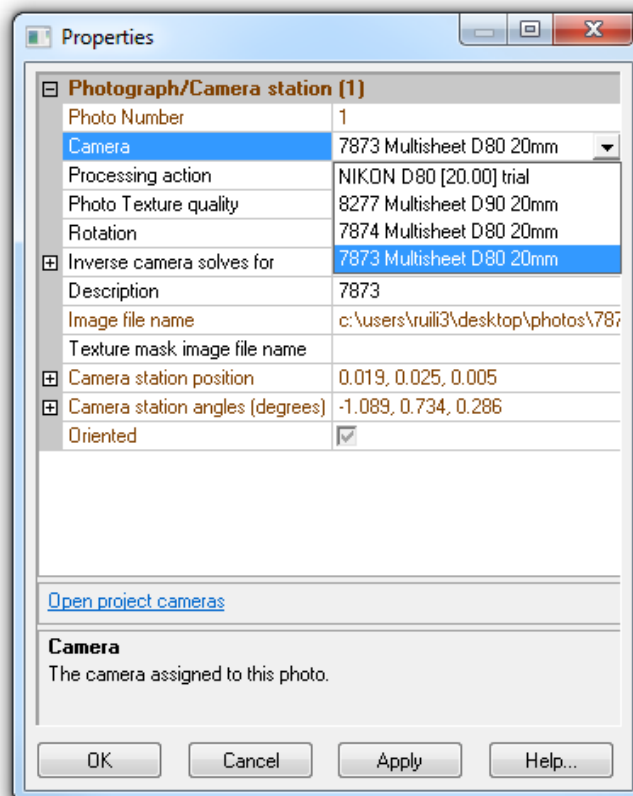 Properties
Photograph/Camera station (1)
Photo Number 1
Camera 7873 Multisheet D80 20mm
Processing action NIKON D80 [20.00] trial
Photo Texture quality 8277 Multisheet D90 20mm
Rotation 7874 Multisheet D80 20mm
Inverse camera solves for 7873 Multisheet D80 20mm
Description 7873
Image file name c:\users\ruili3\desktop\photos\787
Texture mask image file name
Camera station position 0.019, 0.025, 0.005
Camera station angles (degrees) -1.089, 0.734, 0.286
Oriented
Open project cameras
Camera
The camera assigned to this photo.
OK Cancel Apply Help...